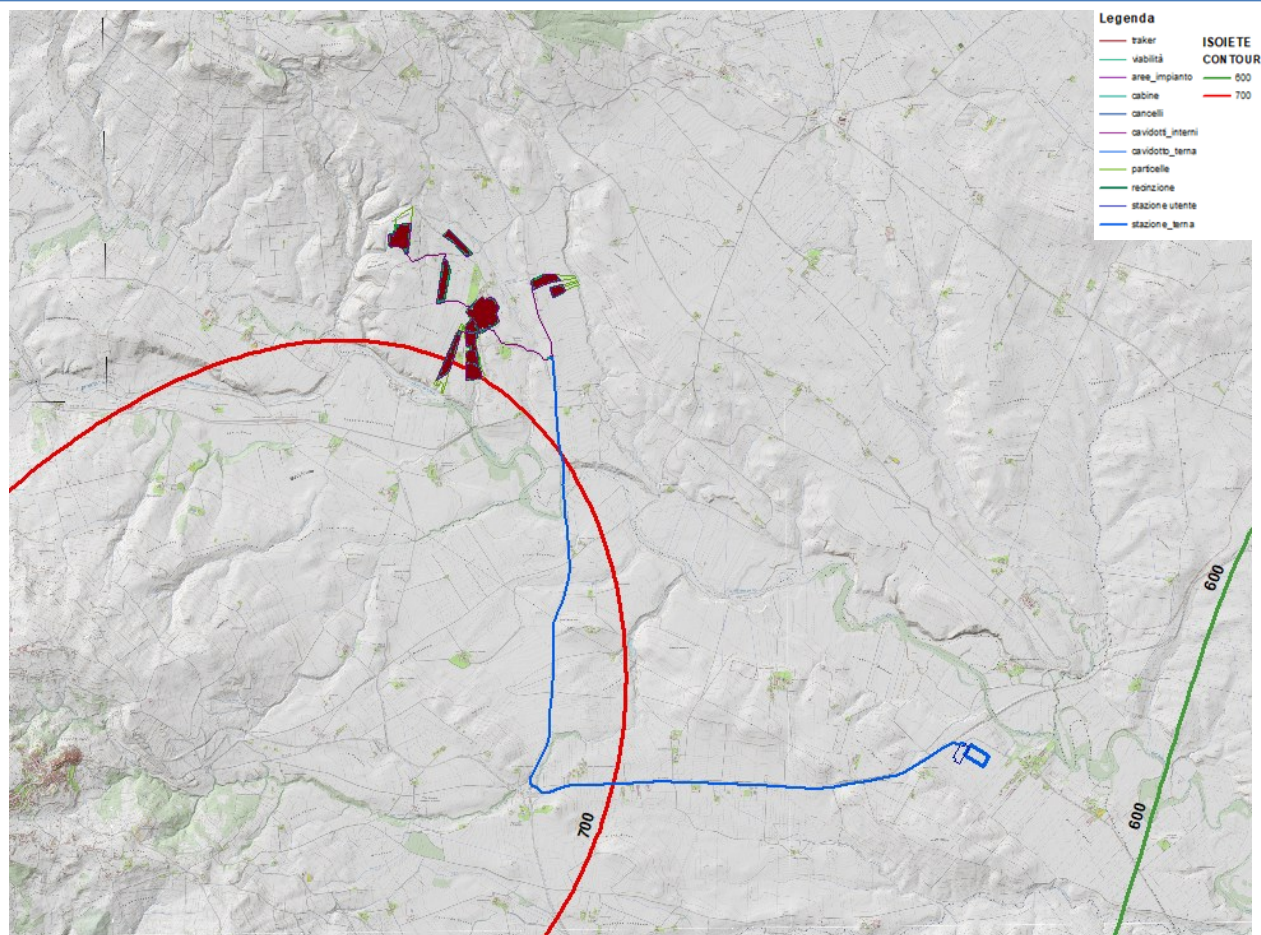 Legenda
traker
viabilità
aree_impianto
cabine
cancelli
cavidotti_interni
cavidotto_terna
particelle
recinzione
stazione utente
stazione_terna
ISOIETE
CONTOUR
600
700
600
600
700